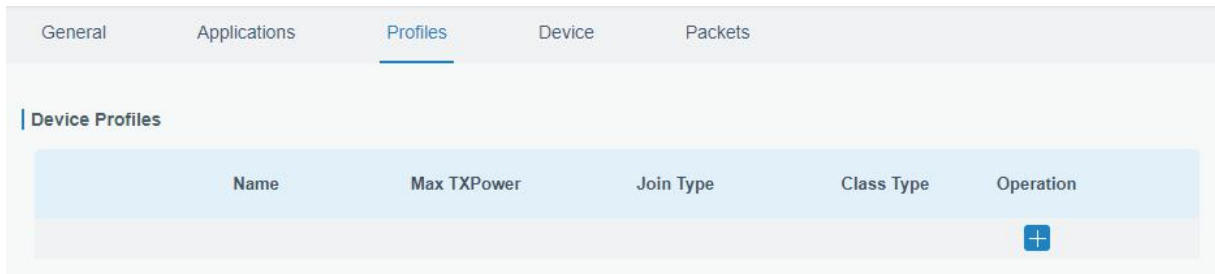 General Applications Profiles Device Packets
Device Profiles
Name Max TXPower Join Type Class Type Operation